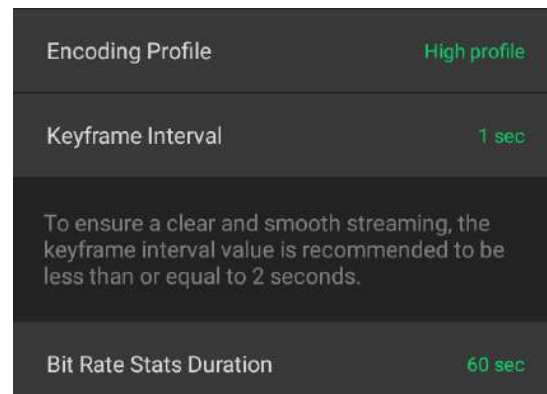 Encoding Profile High profile
Keyframe Interval 1 sec
To ensure a clear and smooth streaming, the
keyframe interval value is recommended to be
less than or equal to 2 seconds.
Bit Rate Stats Duration 60 sec